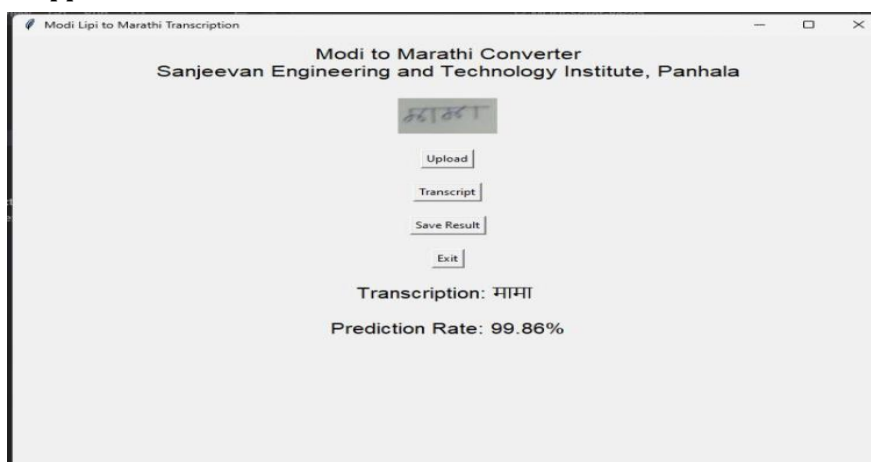 Modi Lipi to Marathi Transcription
Modi to Marathi Converter
Sanjeevan Engineering and Technology Institute, Panhala
Upload
Transcript
Save Result
Exit
Transcription: मामा
Prediction Rate: 99.86%